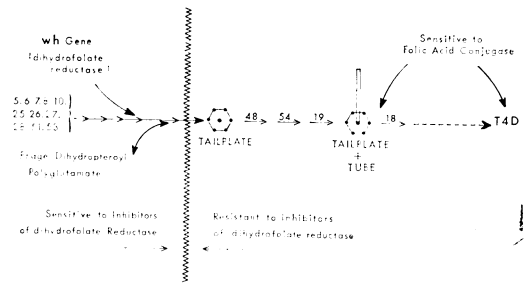 wh Gene
(dihydrofolate
reductase)
5.6.7.8.10.
25.26.27.
Phage Dihydropteroyl
Polyglutamate
48
54
19
18
TAILPLATE
TAILPLATE
+
TUBE
Sensitive to
Folic Acid Conjugase
T4D
Sensitive to Inhibitors
of dihydrofolate Reductase
Resistant to inhibitors
of dihydrofolate reductase